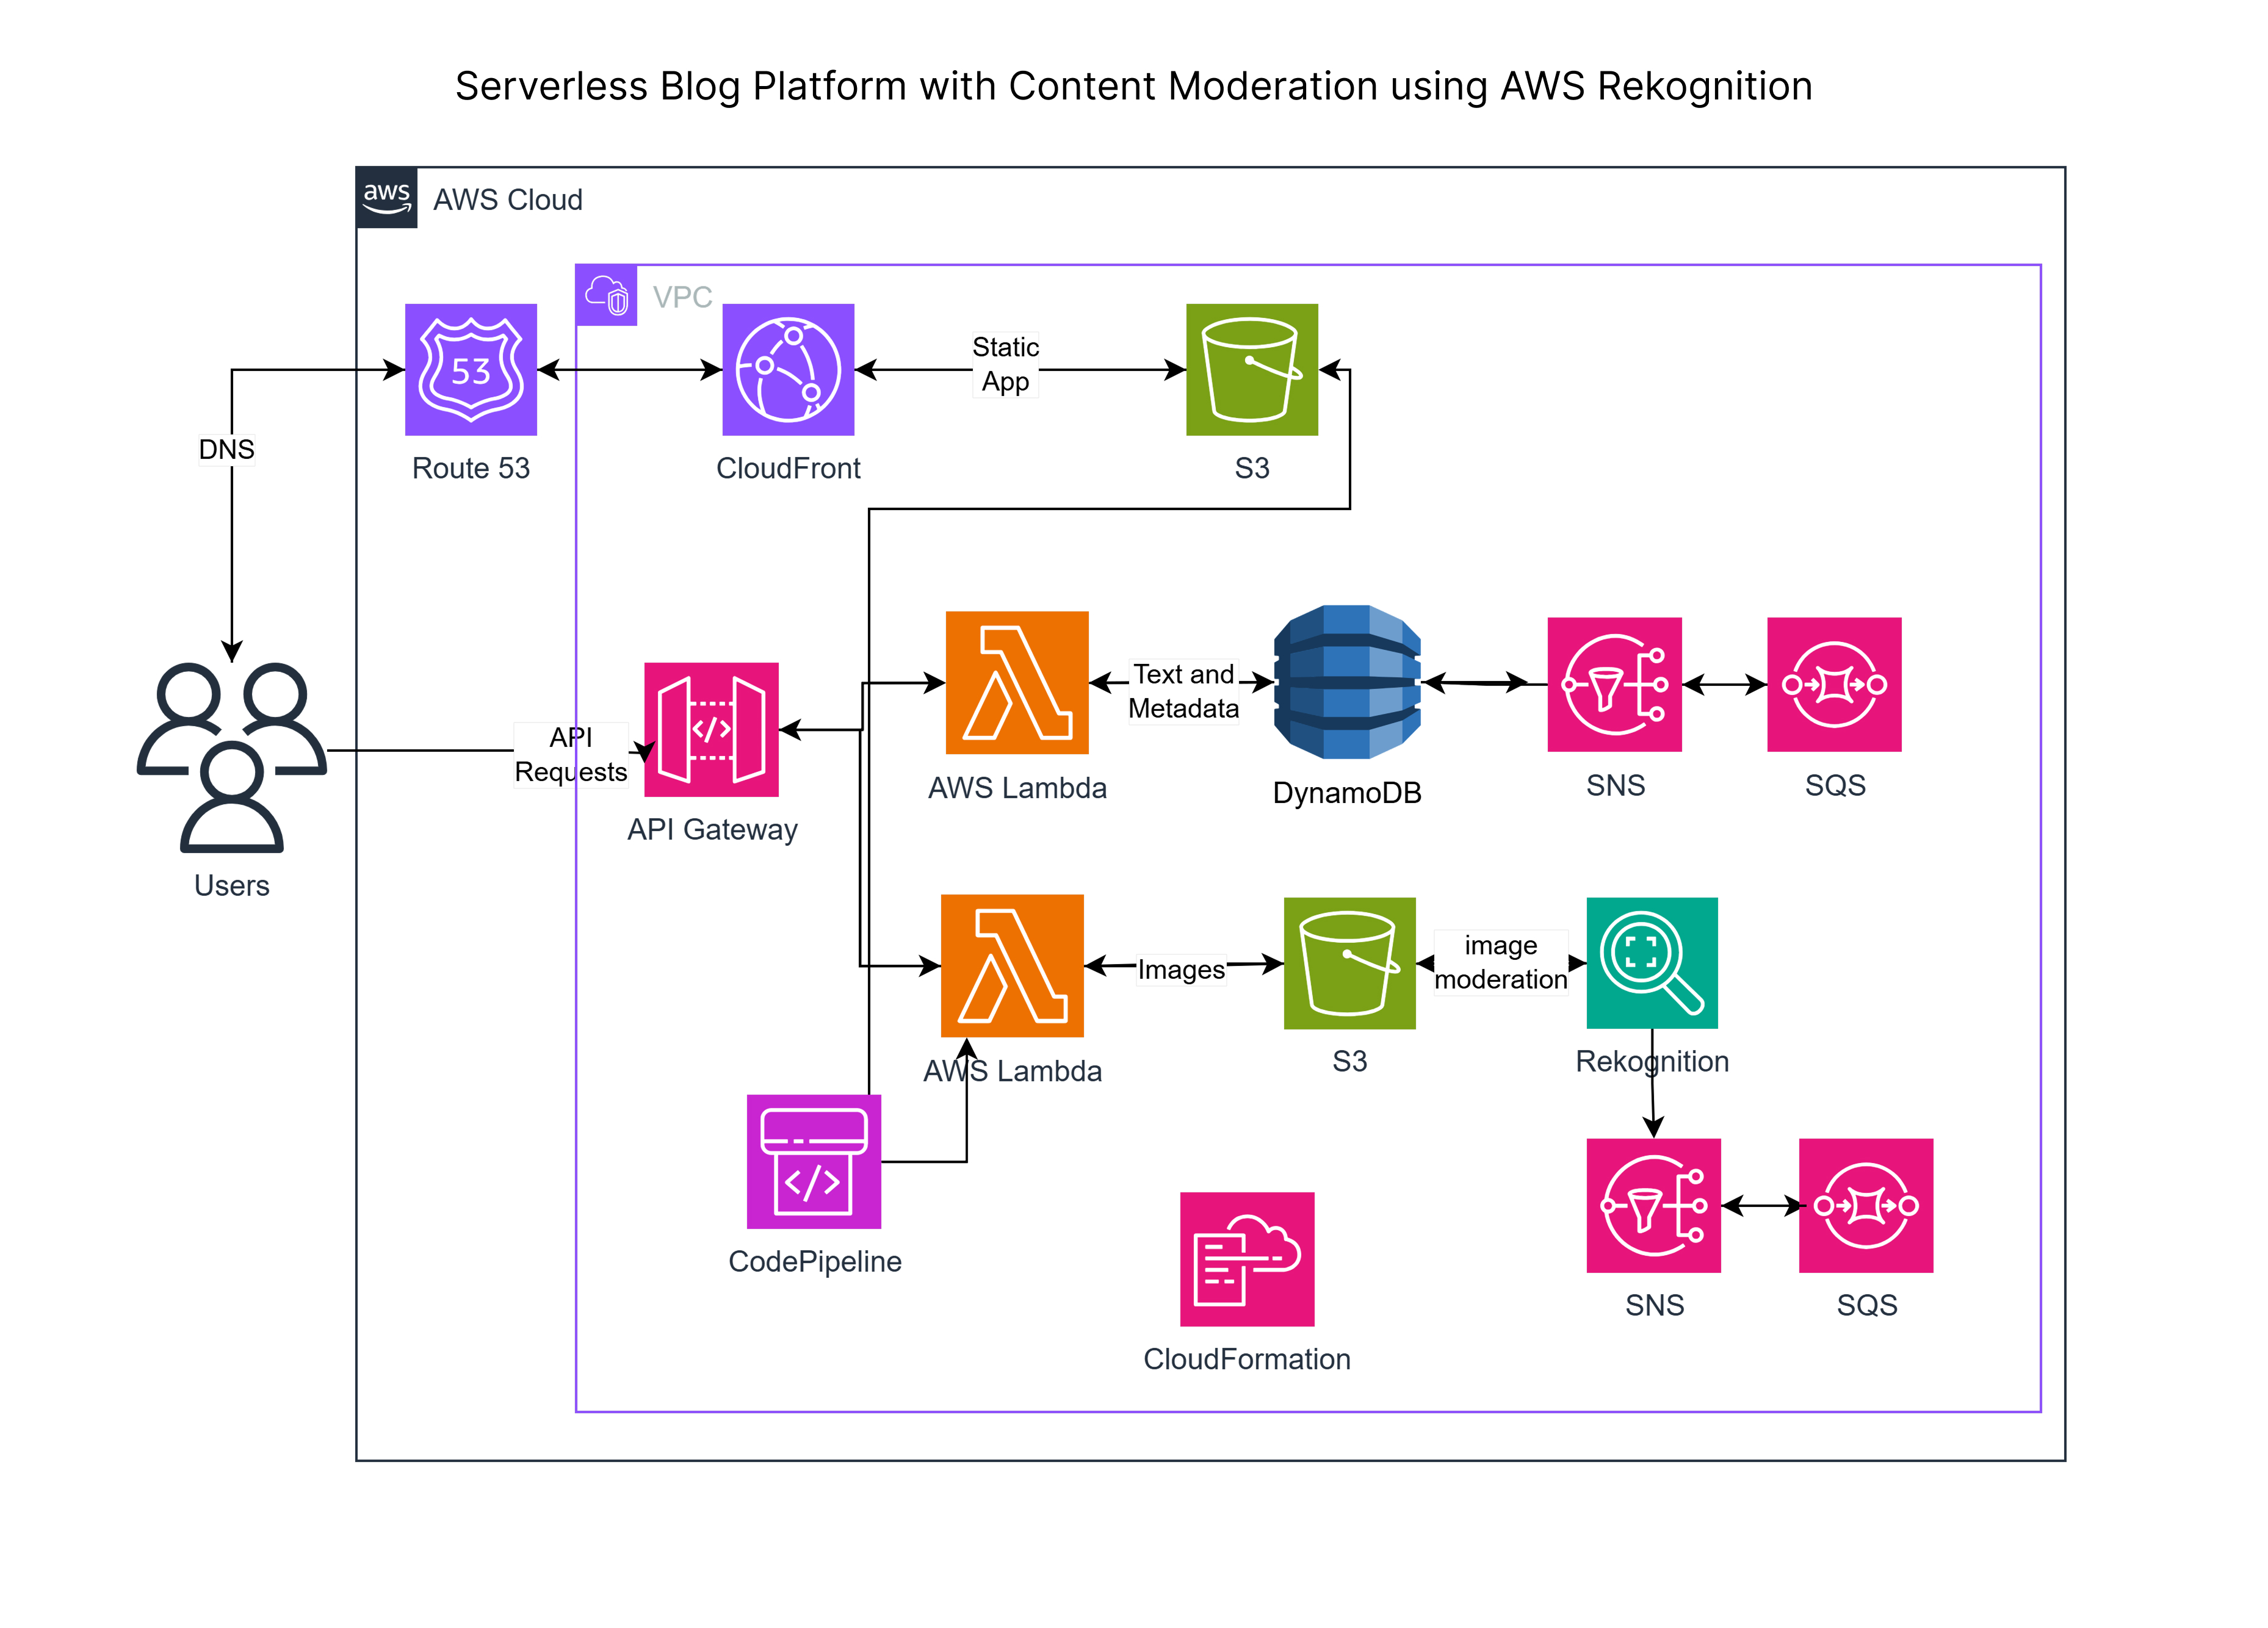 Serverless Blog Platform with Content Moderation using AWS Rekognition
aws
AWS Cloud
VPC
53
Static
App
DNS
Route 53
CloudFront
S3
Text and
Metadata
API
Requests
</>
AWS Lambda
DynamoDB
SNS
SQS
API Gateway
Users
image
moderation
Images
AWS Lambda
S3
Rekognition
</>
CodePipeline
SNS
SQS
CloudFormation